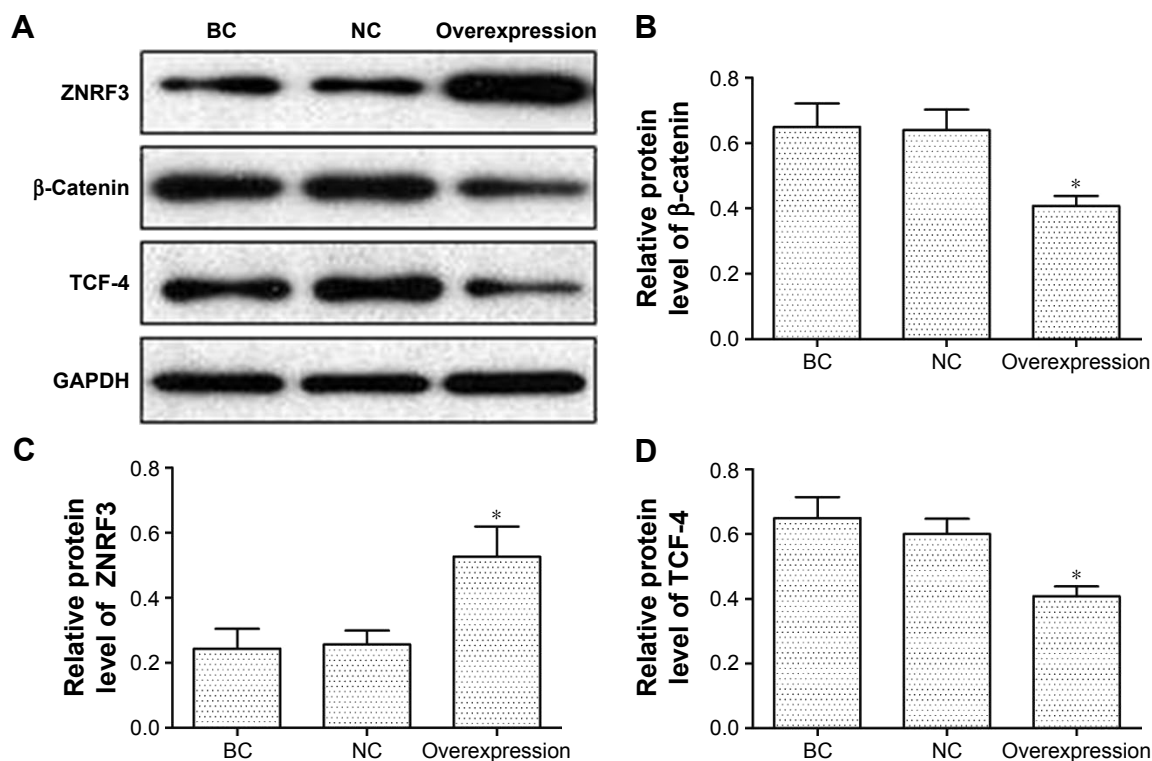 A
BC NC Overexpression
ZNRF3
β-Catenin
TCF-4
GAPDH
B
Relative protein
level of β-catenin
0.8
0.6
0.4
0.2
0.0
*
BC NC Overexpression
C
Relative protein
level of ZNRF3
0.8
0.6
0.4
0.2
0.0
*
BC NC Overexpression
D
Relative protein
level of TCF-4
0.8
0.6
0.4
0.2
0.0
*
BC NC Overexpression